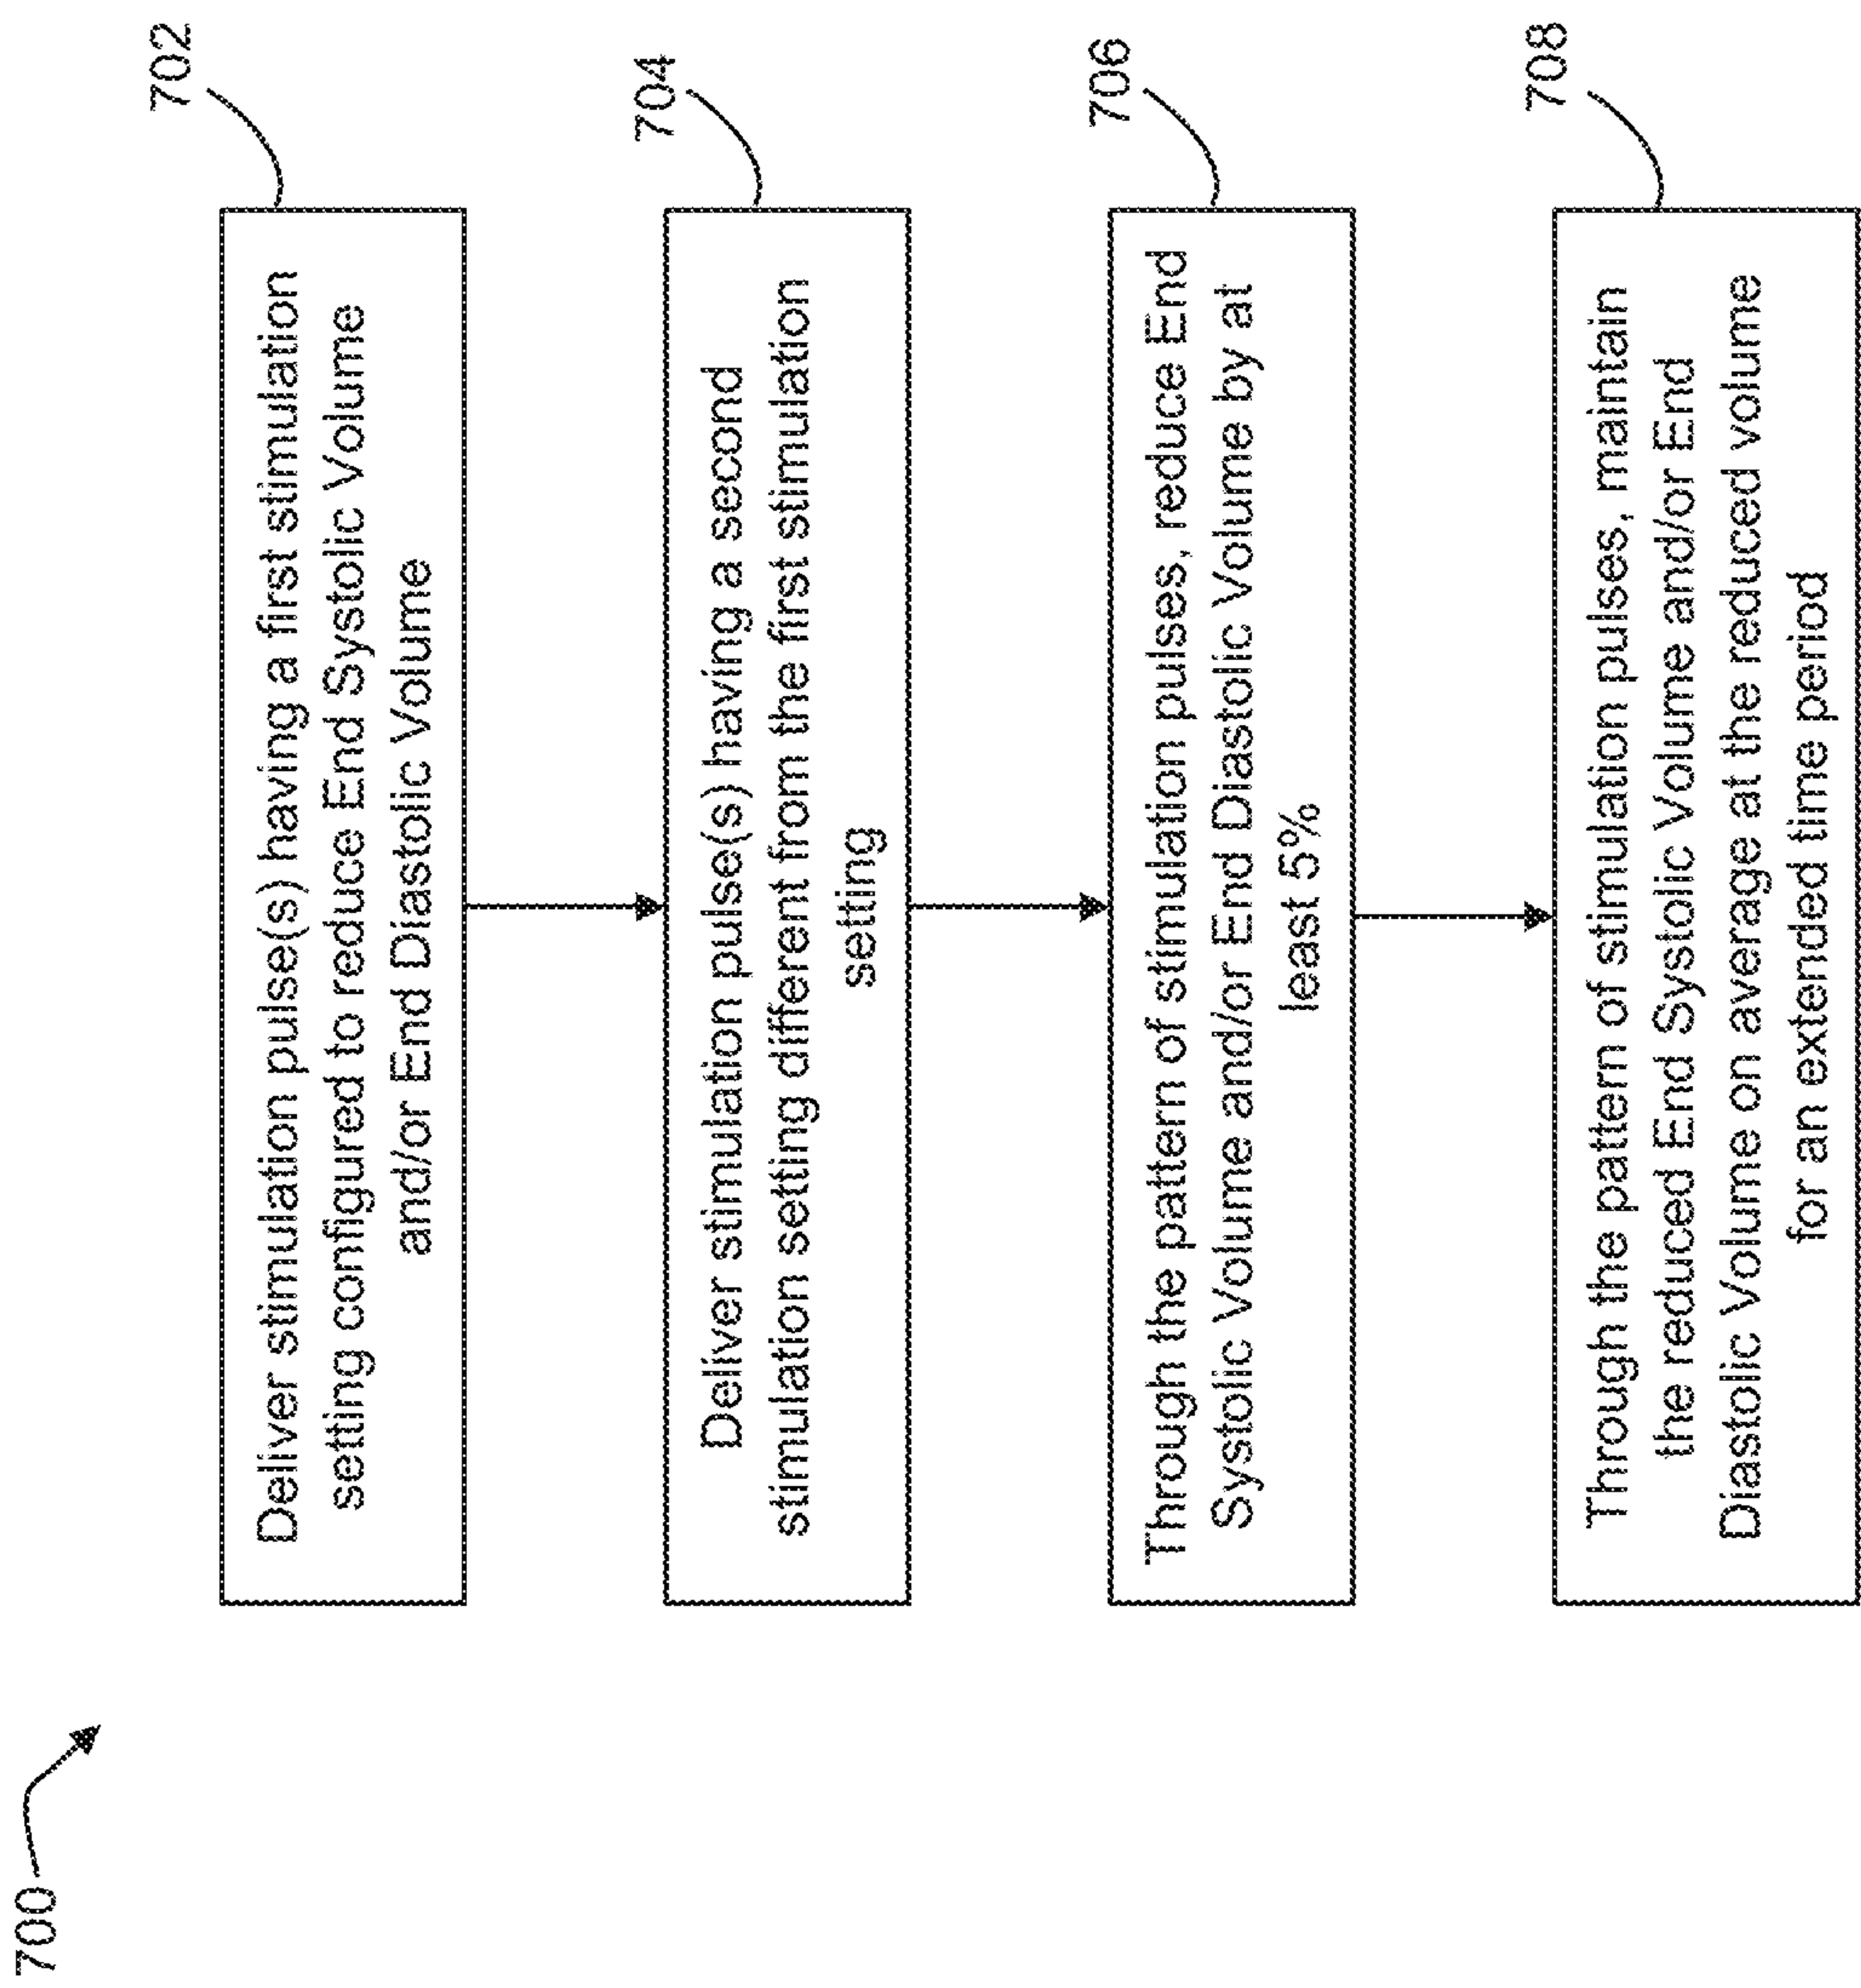 700
702
Deliver stimulation pulse(s) having a first stimulation
setting configured to reduce End Systolic Volume
and/or End Diastolic Volume
704
Deliver stimulation pulse(s) having a second
stimulation setting different from the first stimulation
setting
706
Through the pattern of stimulation pulses, reduce End
Systolic Volume and/or End Diastolic Volume by at
least 5%
708
Through the pattern of stimulation pulses, maintain
the reduced End Systolic Volume and/or End
Diastolic Volume on average at the reduced volume
for an extended time period